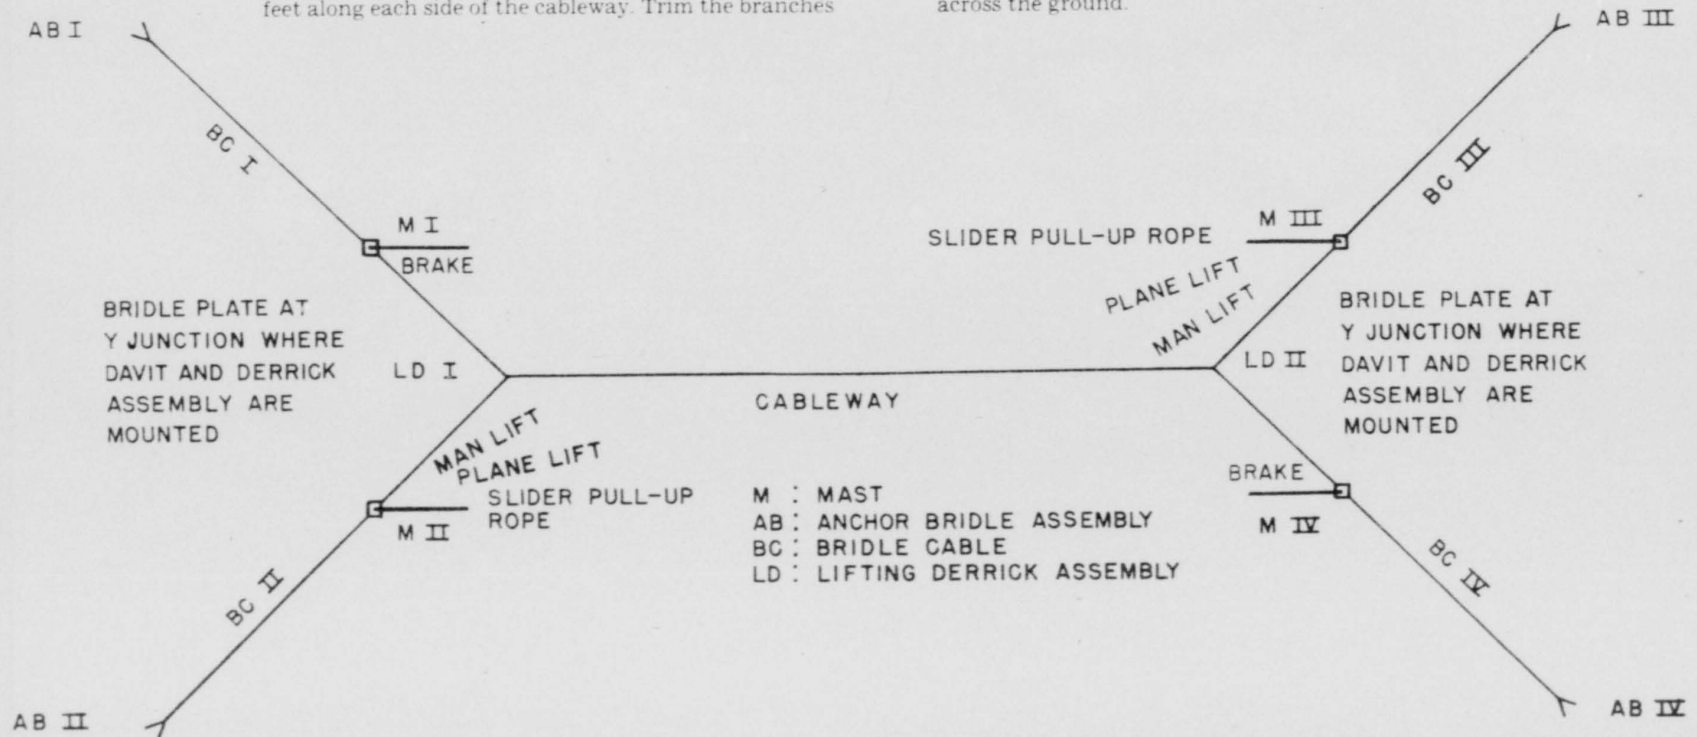 feet along each side of the cableway. Trim the branches
across the ground.
AB I
AB III
BC I
BC III
M I
BRAKE
SLIDER PULL-UP ROPE
M III
PLANE LIFT
MAN LIFT
BRIDLE PLATE AT
Y JUNCTION WHERE
DAVIT AND DERRICK
ASSEMBLY ARE
MOUNTED
LD I
LD II
BRIDLE PLATE AT
Y JUNCTION WHERE
DAVIT AND DERRICK
ASSEMBLY ARE
MOUNTED
CABLEWAY
MAN LIFT
PLANE LIFT
SLIDER PULL-UP
ROPE
M II
BRAKE
M IV
M : MAST
AB : ANCHOR BRIDLE ASSEMBLY
BC : BRIDLE CABLE
LD : LIFTING DERRICK ASSEMBLY
BC II
BC IV
AB II
AB IV